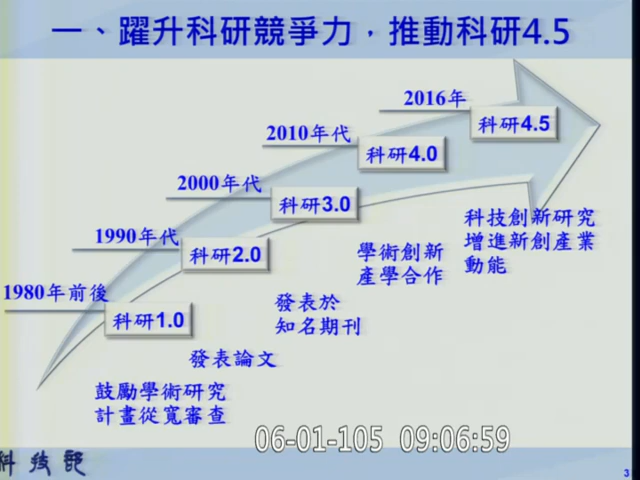 一、躍升科研競爭力，推動科研4.5
2016年
科研4.5
2010年代
科研4.0
2000年代
科研3.0
1990年代
科研2.0
1980年前後
科研1.0
科技創新研究
增進新創產業
動能
學術創新
產學合作
發表於
知名期刊
發表論文
鼓勵學術研究
計畫從寬審查
06-01-105 09:06:59
科技部
3